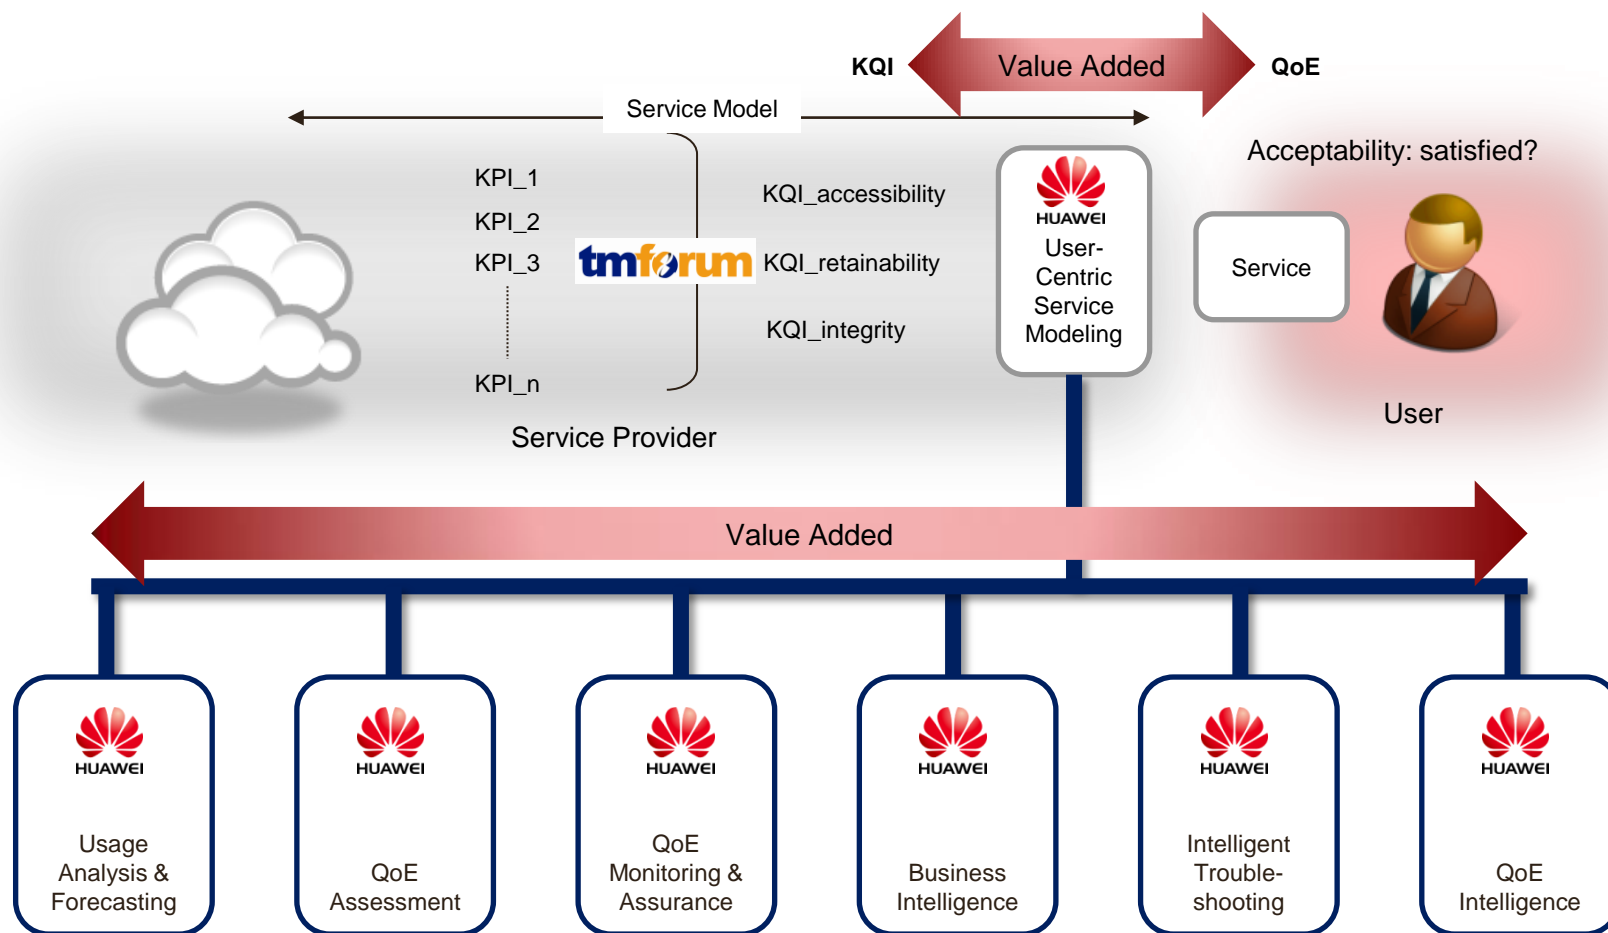 KQI
Value Added
QoE
Service Model
Acceptability: satisfied?
KPI_1
KPI_2
KPI_3
KPI_n
tmforum
KQI_accessibility
KQI_retainability
KQI_integrity
HUAWEI
User-
Centric
Service
Modeling
Service
User
Service Provider
Value Added
HUAWEI
Usage
Analysis &
Forecasting
HUAWEI
QoE
Assessment
HUAWEI
QoE
Monitoring &
Assurance
HUAWEI
Business
Intelligence
HUAWEI
Intelligent
Trouble-
shooting
HUAWEI
QoE
Intelligence